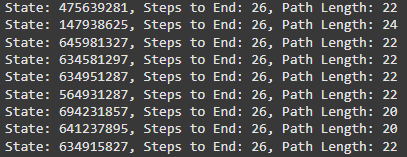 State: 475639281, Steps to End: 26, Path Length: 22
State: 147938625, Steps to End: 26, Path Length: 24
State: 645981327, Steps to End: 26, Path Length: 22
State: 634581297, Steps to End: 26, Path Length: 22
State: 634951287, Steps to End: 26, Path Length: 22
State: 564931287, Steps to End: 26, Path Length: 22
State: 694231857, Steps to End: 26, Path Length: 20
State: 641237895, Steps to End: 26, Path Length: 20
State: 634915827, Steps to End: 26, Path Length: 22